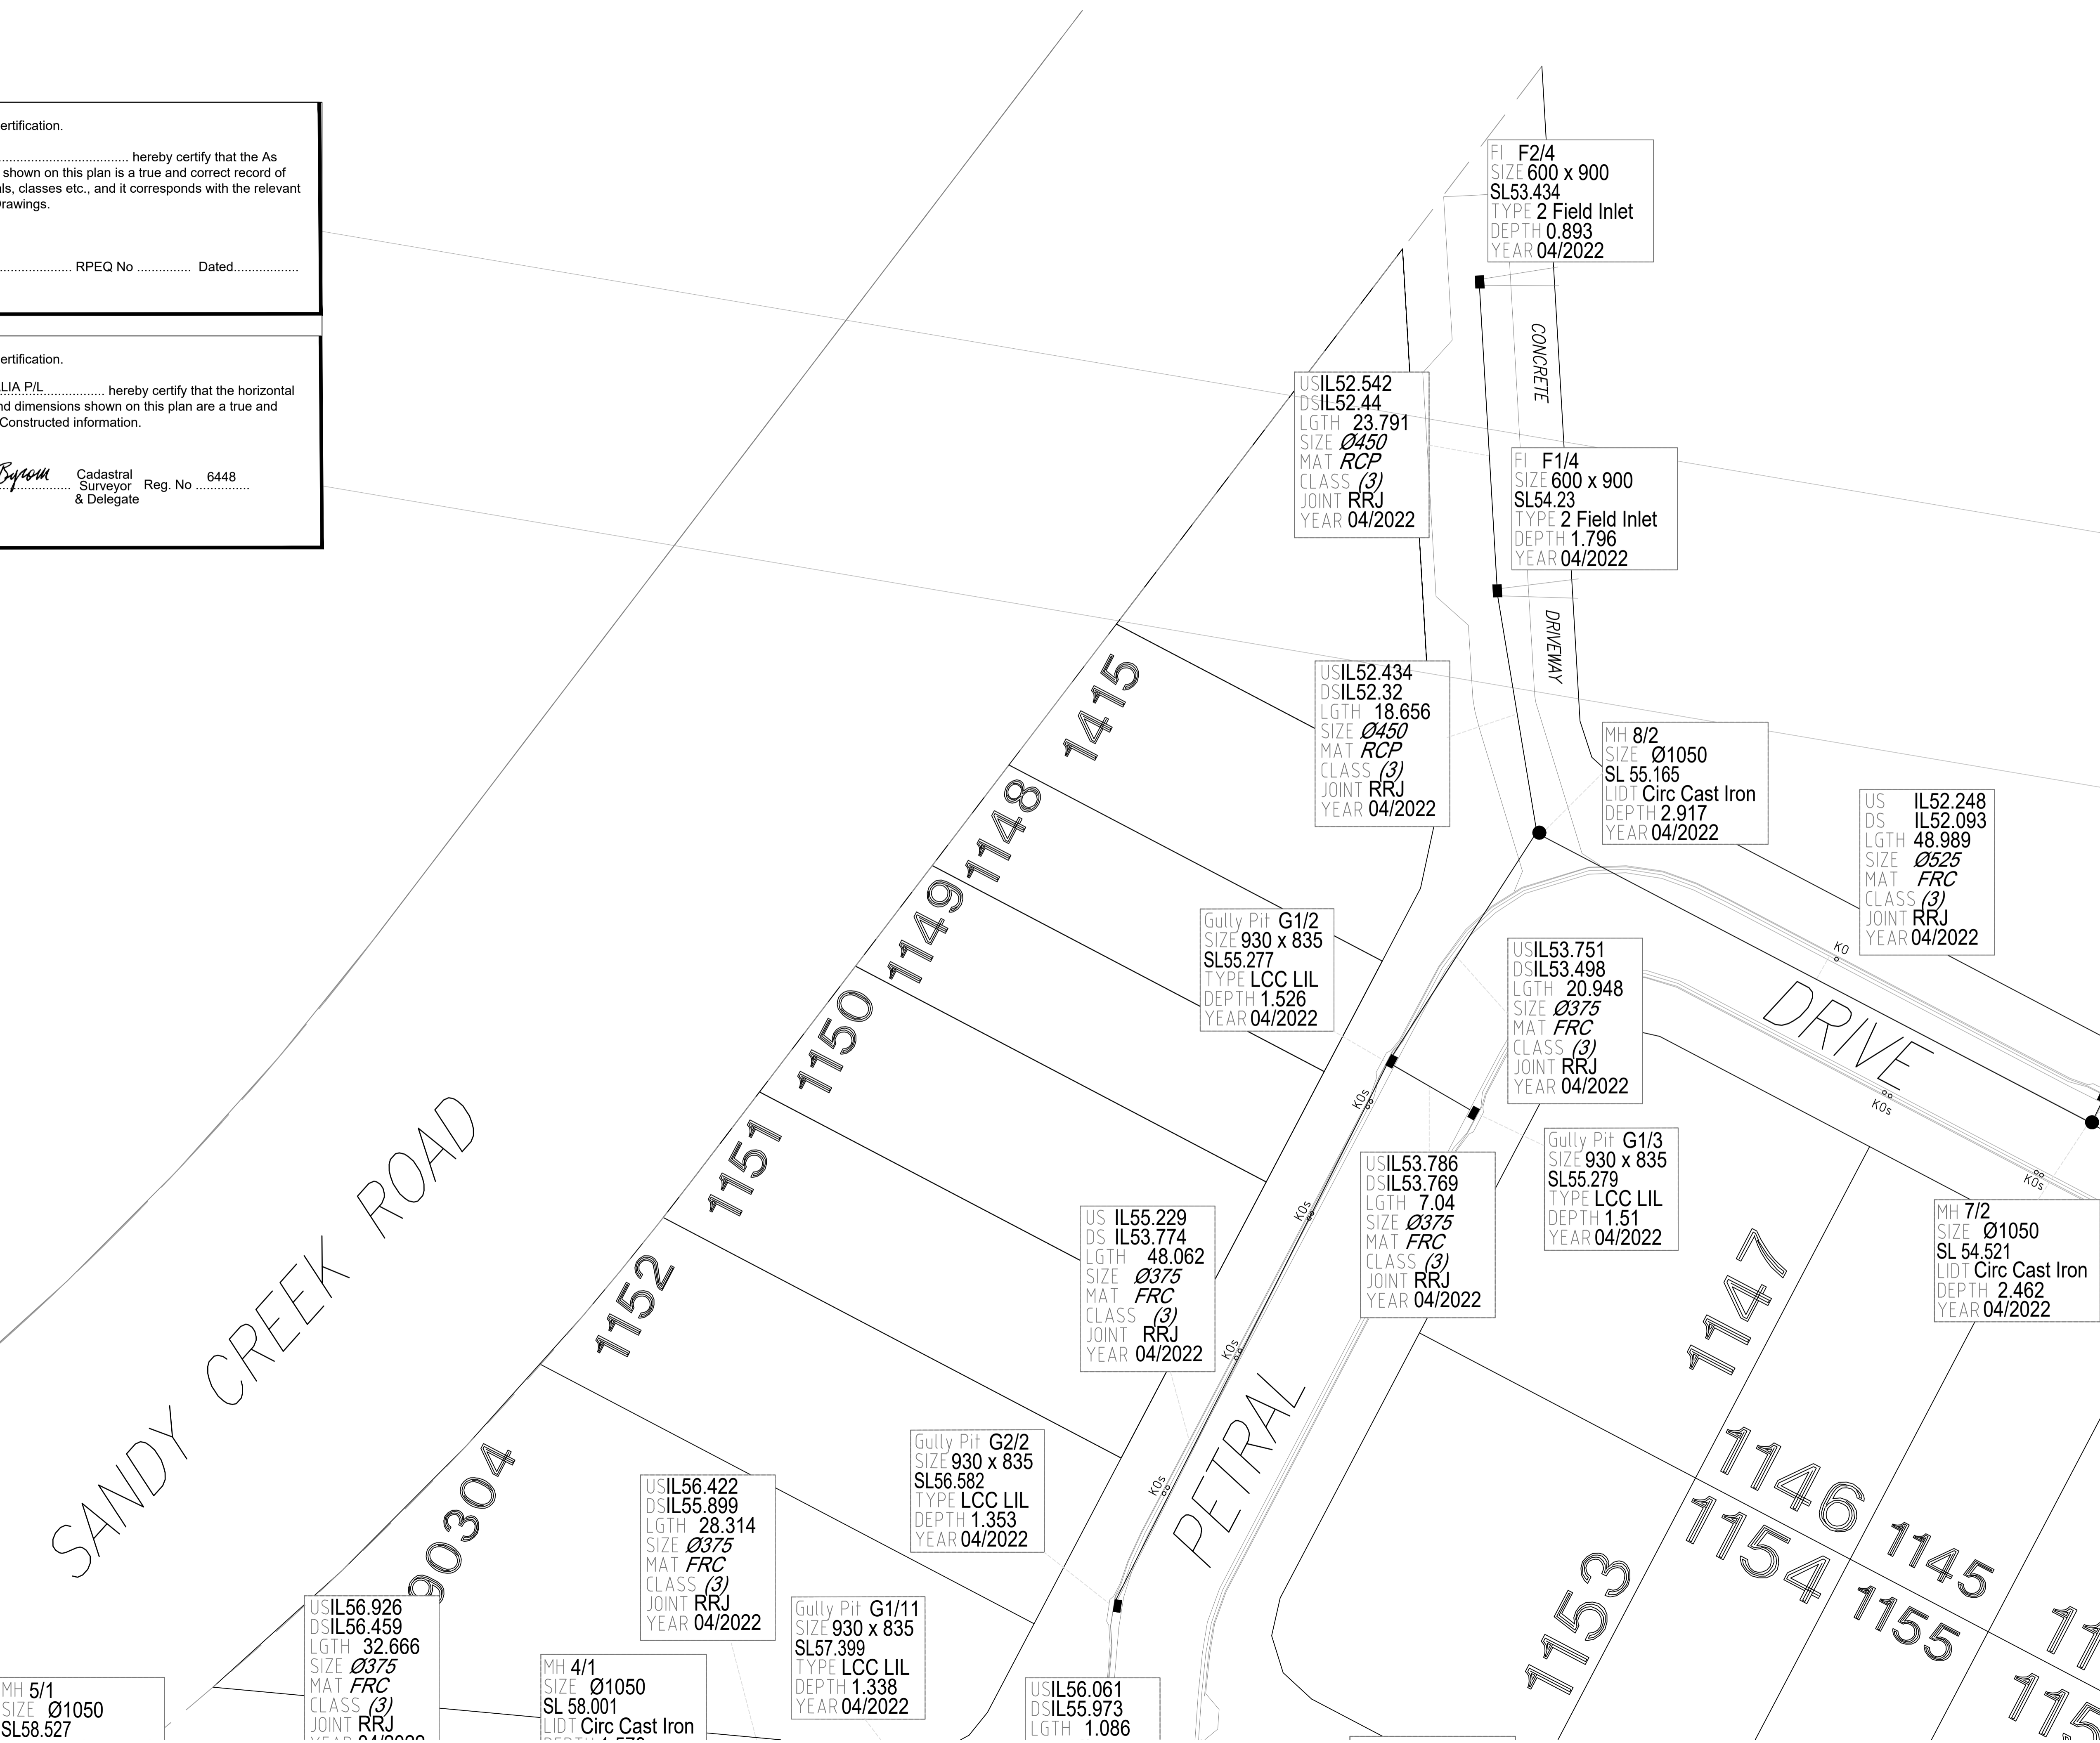 ertification.
.................................... hereby certify that the As
shown on this plan is a true and correct record of
ls, classes etc., and it corresponds with the relevant
rawings.
.................... RPEQ No ............... Dated..................
ertification.
LIA P/L ................ hereby certify that the horizontal
nd dimensions shown on this plan are a true and
Constructed information.
Byrom
Cadastral
Surveyor
& Delegate
Reg. No ............... 6448
FI F2/4
SIZE 600 x 900
SL53.434
TYPE 2 Field Inlet
DEPTH 0.893
YEAR 04/2022
CONCRETE
USIL52.542
DSIL52.44
LGTH 23.791
SIZE Ø450
MAT RCP
CLASS (3)
JOINT RRJ
YEAR 04/2022
FI F1/4
SIZE 600 x 900
SL54.23
TYPE 2 Field Inlet
DEPTH 1.796
YEAR 04/2022
DRIVEWAY
1415
USIL52.434
DSIL52.32
LGTH 18.656
SIZE Ø450
MAT RCP
CLASS (3)
JOINT RRJ
YEAR 04/2022
MH 8/2
SIZE Ø1050
SL 55.165
LIDT Circ Cast Iron
DEPTH 2.917
YEAR 04/2022
US IL52.248
DS IL52.093
LGTH 48.989
SIZE Ø525
MAT FRC
CLASS (3)
JOINT RRJ
YEAR 04/2022
1148
1149
Gully Pit G1/2
SIZE 930 x 835
SL55.277
TYPE LCC LIL
DEPTH 1.526
YEAR 04/2022
USIL53.751
DSIL53.498
LGTH 20.948
SIZE Ø375
MAT FRC
CLASS (3)
JOINT RRJ
YEAR 04/2022
KO
DRIVE
1150
KOs
KOs
KOs
1151
Gully Pit G1/3
SIZE 930 x 835
SL55.279
TYPE LCC LIL
DEPTH 1.51
YEAR 04/2022
USIL53.786
DSIL53.769
LGTH 7.04
SIZE Ø375
MAT FRC
CLASS (3)
JOINT RRJ
YEAR 04/2022
US IL55.229
DS IL53.774
LGTH 48.062
SIZE Ø375
MAT FRC
CLASS (3)
JOINT RRJ
YEAR 04/2022
KOs
MH 7/2
SIZE Ø1050
SL 54.521
LIDT Circ Cast Iron
DEPTH 2.462
YEAR 04/2022
1147
1152
SANDY CREEK ROAD
KOs
PETRAL
KOs
Gully Pit G2/2
SIZE 930 x 835
SL56.582
TYPE LCC LIL
DEPTH 1.353
YEAR 04/2022
1146
1154
1145
1155
1153
90304
USIL56.422
DSIL55.899
LGTH 28.314
SIZE Ø375
MAT FRC
CLASS (3)
JOINT RRJ
YEAR 04/2022
Gully Pit G1/11
SIZE 930 x 835
SL57.399
TYPE LCC LIL
DEPTH 1.338
YEAR 04/2022
USIL56.926
DSIL56.459
LGTH 32.666
SIZE Ø375
MAT FRC
CLASS (3)
JOINT RRJ
YEAR 04/2022
MH 4/1
SIZE Ø1050
SL 58.001
LIDT Circ Cast Iron
MH 5/1
SIZE Ø1050
SL58.527
USIL56.061
DSIL55.973
LGTH 1.086